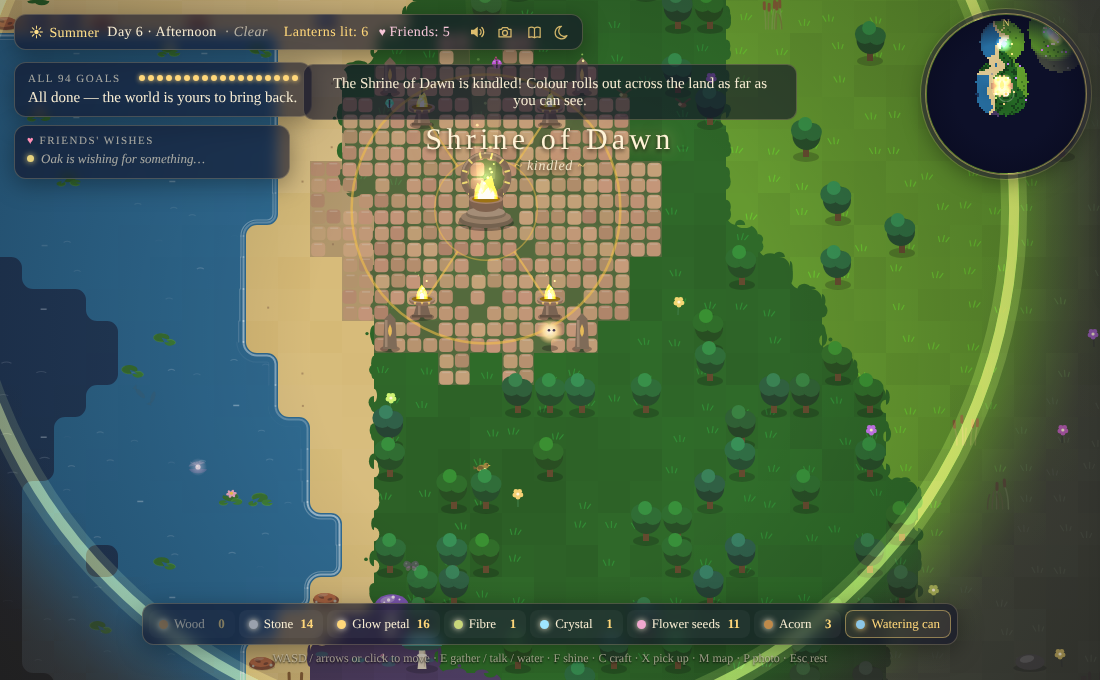 Summer Day 6 · Afternoon · Clear Lanterns lit: 6 ♥ Friends: 5
N
ALL 94 GOALS
All done — the world is yours to bring back.
The Shrine of Dawn is kindled! Colour rolls out across the land as far as
you can see.
♥ FRIENDS' WISHES
Oak is wishing for something…
Shrine of Dawn
kindled
Wood 0 Stone 14 Glow petal 16 Fibre 1 Crystal 1 Flower seeds 11 Acorn 3 Watering can
WASD / arrows or click to move · E gather / talk / water · F shine · C craft · X pick up · M map · P photo · Esc rest